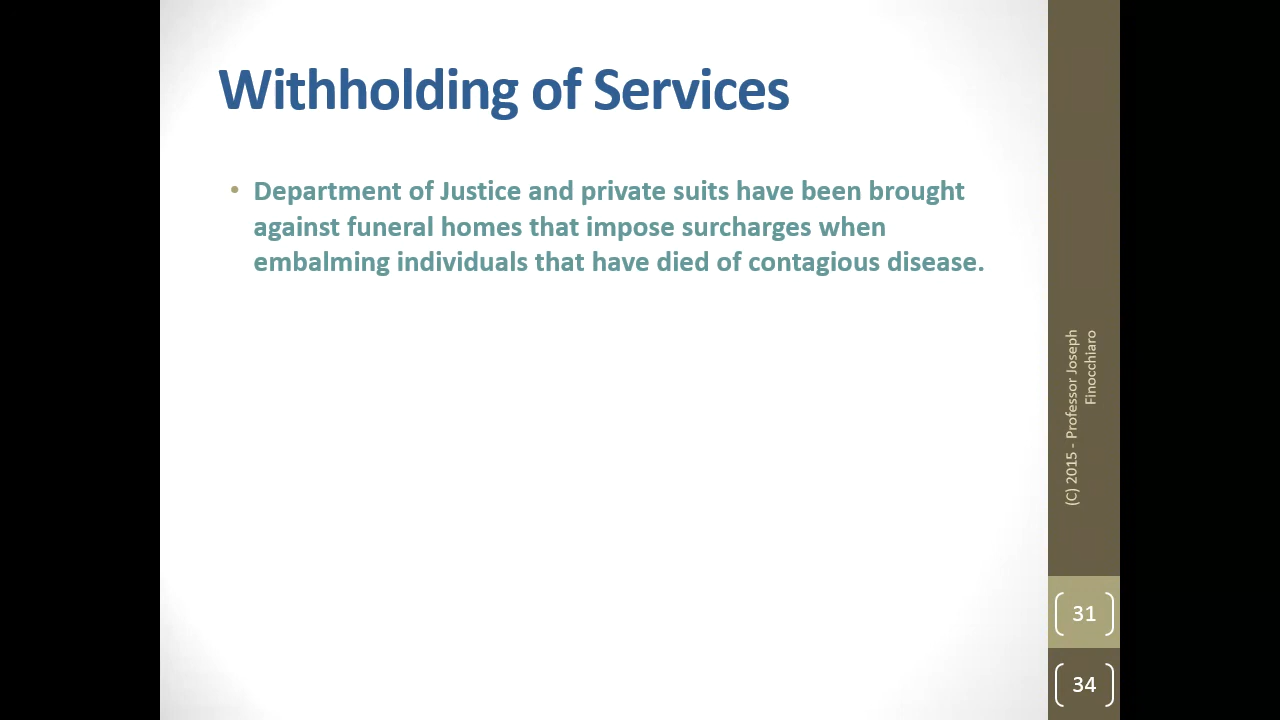 Withholding of Services
• Department of Justice and private suits have been brought
against funeral homes that impose surcharges when
embalming individuals that have died of contagious disease.
(C) 2015 - Professor Joseph
Finocchiaro
31
34